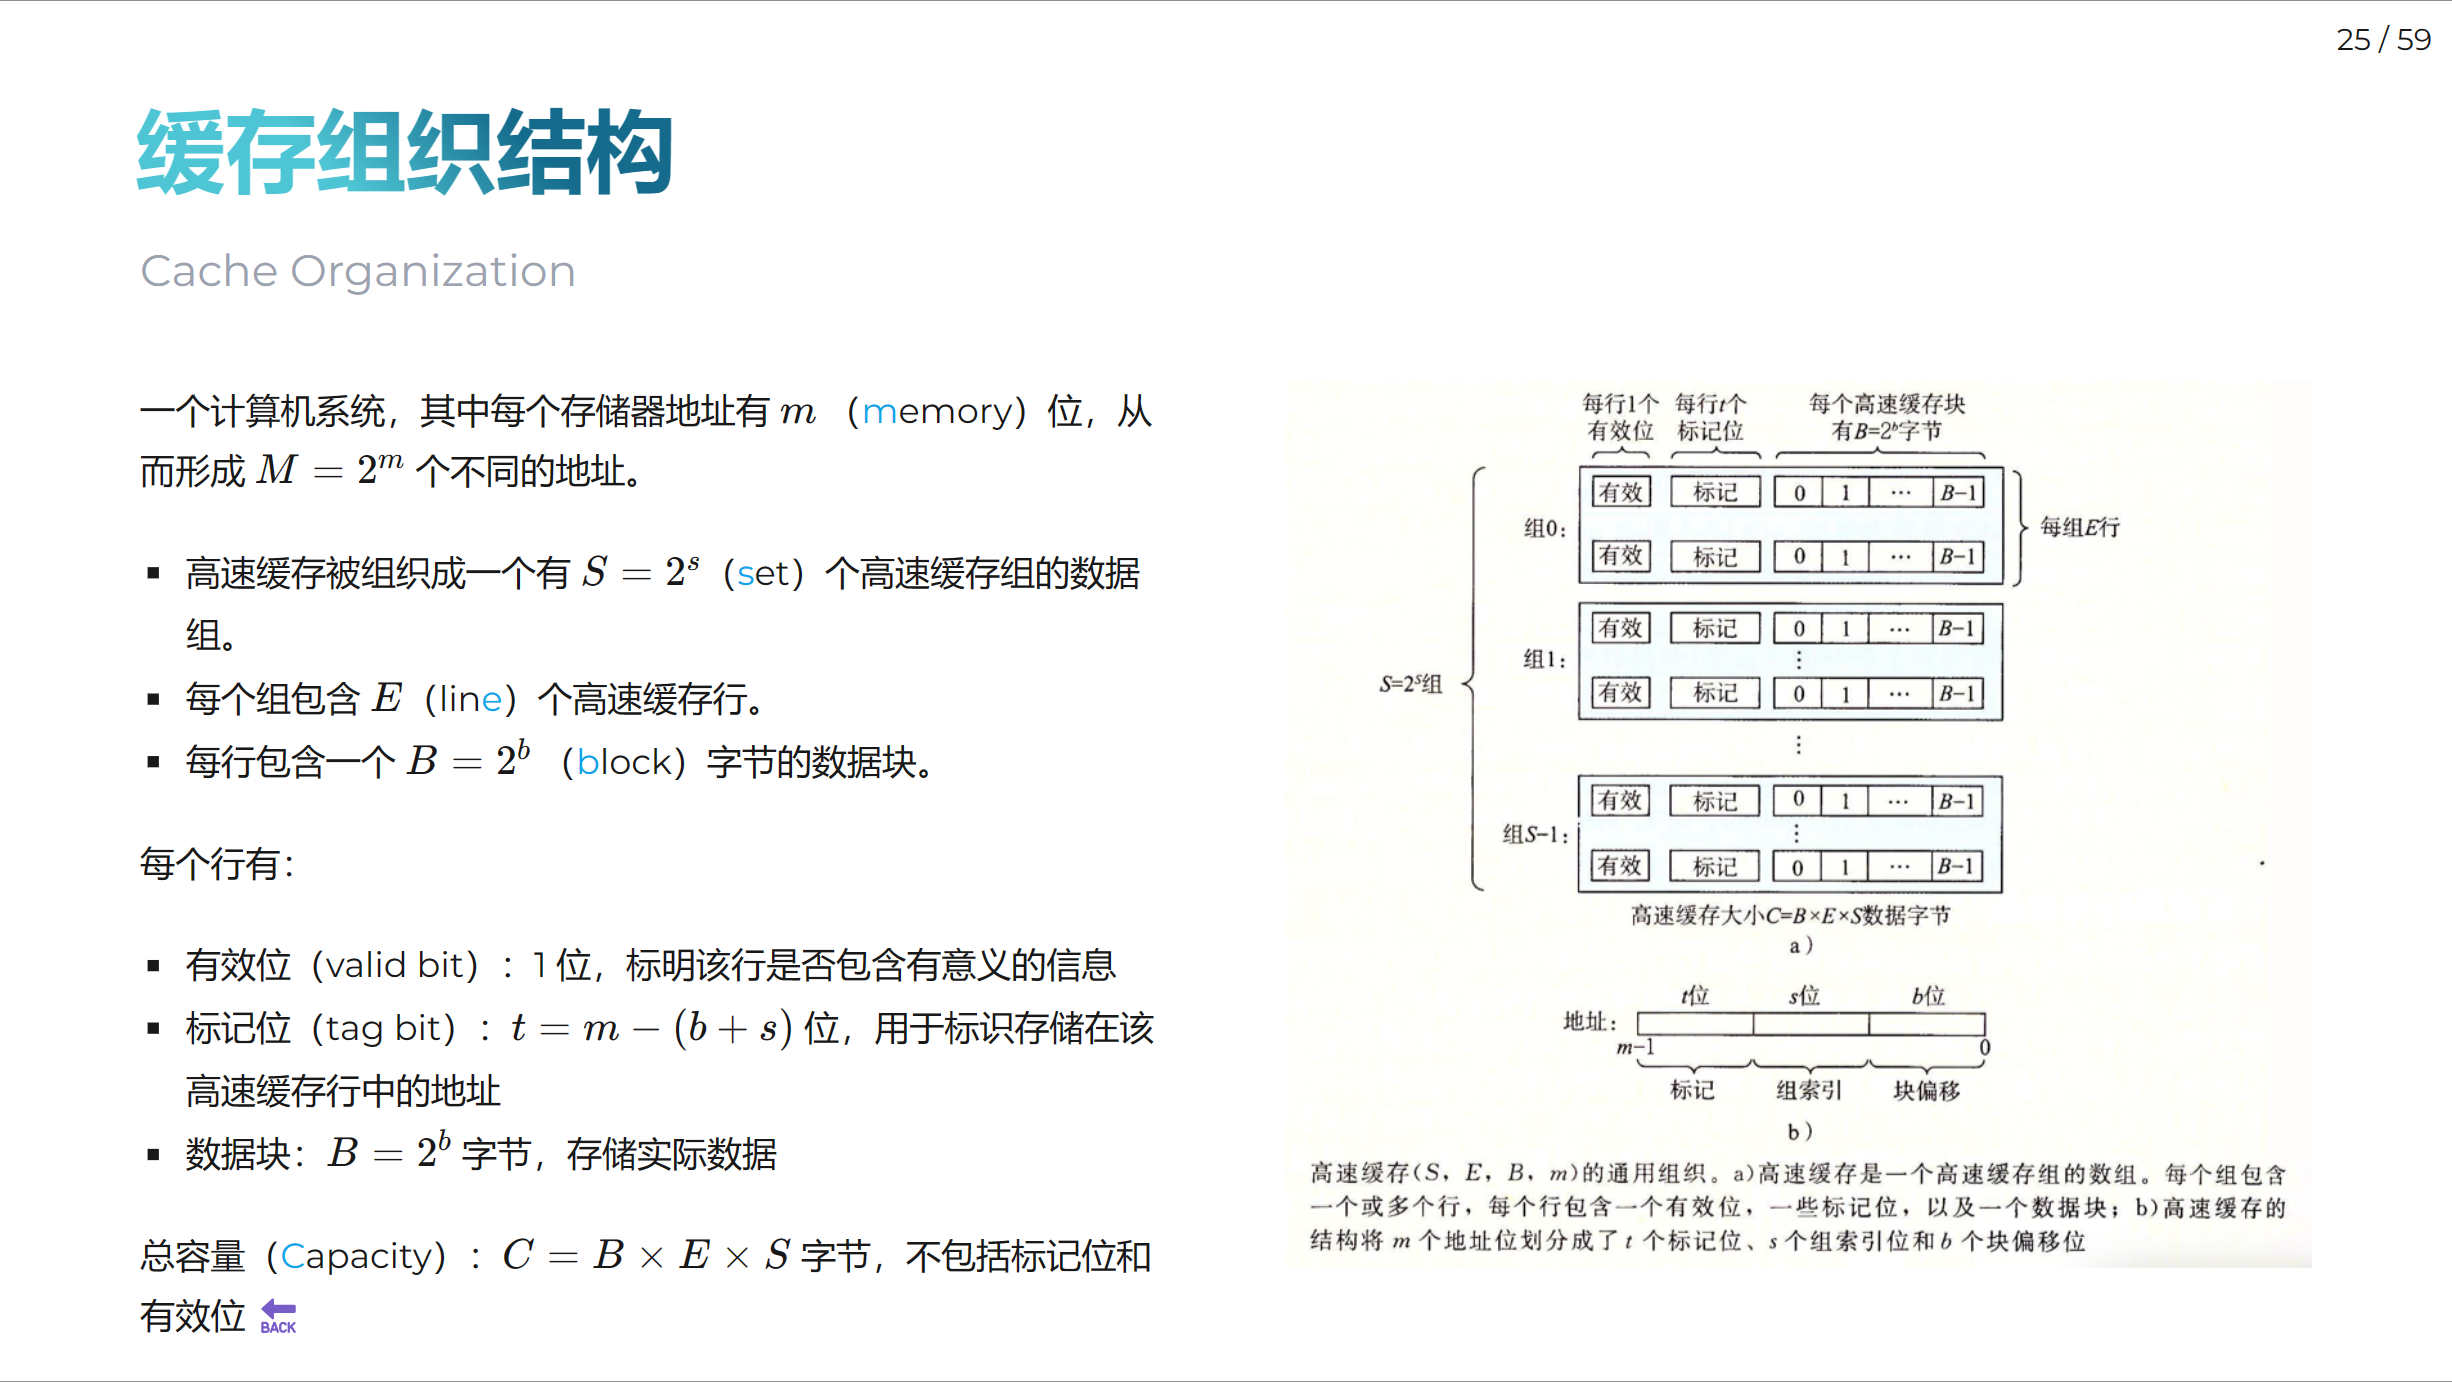 25 / 59
缓存组织结构
Cache Organization
一个计算机系统，其中每个存储器地址有 m （memory）位，从
而形成 M = 2^m 个不同的地址。
▪ 高速缓存被组织成一个有 S = 2^s（set）个高速缓存组的数据
组。
▪ 每个组包含 E（line）个高速缓存行。
▪ 每行包含一个 B = 2^b （block）字节的数据块。
每个行有：
▪ 有效位（valid bit）：1 位，标明该行是否包含有意义的信息
▪ 标记位（tag bit）：t = m − (b + s) 位，用于标识存储在该
高速缓存行中的地址
▪ 数据块：B = 2^b 字节，存储实际数据
总容量（Capacity）：C = B × E × S 字节，不包括标记位和
有效位 BACK
每行1个 每行t个 每个高速缓存块
有效位 标记位 有B=2^b字节
有效 标记 0 1 ··· B−1
组0： 每组E行
有效 标记 0 1 ··· B−1
有效 标记 0 1 ··· B−1
组1： ⋮
S=2^s组
有效 标记 0 1 ··· B−1
⋮
有效 标记 0 1 ··· B−1
组S−1： ⋮
有效 标记 0 1 ··· B−1
高速缓存大小C=B×E×S数据字节
a）
t位 s位 b位
地址：
m−1 0
标记 组索引 块偏移
b）
高速缓存(S，E，B，m)的通用组织。a)高速缓存是一个高速缓存组的数组。每个组包含
一个或多个行，每个行包含一个有效位，一些标记位，以及一个数据块；b)高速缓存的
结构将 m 个地址位划分成了 t 个标记位、s 个组索引位和 b 个块偏移位